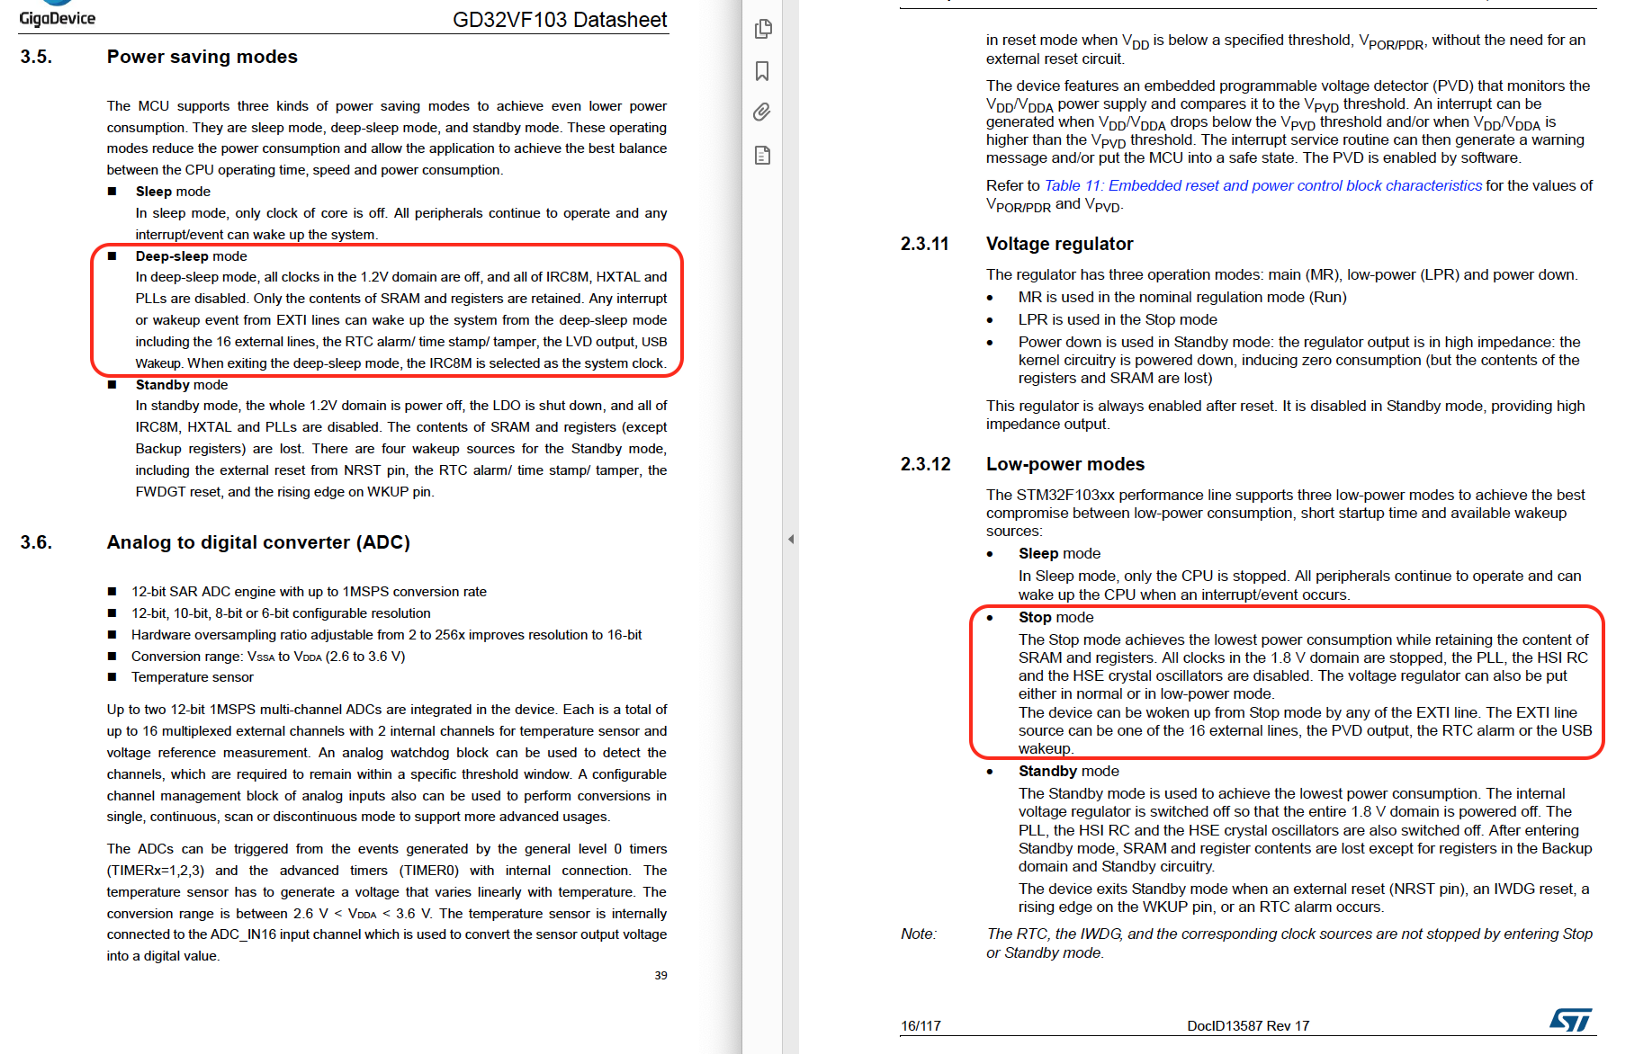 GigaDevice
GD32VF103 Datasheet
3.5. Power saving modes
The MCU supports three kinds of power saving modes to achieve even lower power
consumption. They are sleep mode, deep-sleep mode, and standby mode. These operating
modes reduce the power consumption and allow the application to achieve the best balance
between the CPU operating time, speed and power consumption.
■ Sleep mode
In sleep mode, only clock of core is off. All peripherals continue to operate and any
interrupt/event can wake up the system.
■ Deep-sleep mode
In deep-sleep mode, all clocks in the 1.2V domain are off, and all of IRC8M, HXTAL and
PLLs are disabled. Only the contents of SRAM and registers are retained. Any interrupt
or wakeup event from EXTI lines can wake up the system from the deep-sleep mode
including the 16 external lines, the RTC alarm/ time stamp/ tamper, the LVD output, USB
Wakeup. When exiting the deep-sleep mode, the IRC8M is selected as the system clock.
■ Standby mode
In standby mode, the whole 1.2V domain is power off, the LDO is shut down, and all of
IRC8M, HXTAL and PLLs are disabled. The contents of SRAM and registers (except
Backup registers) are lost. There are four wakeup sources for the Standby mode,
including the external reset from NRST pin, the RTC alarm/ time stamp/ tamper, the
FWDGT reset, and the rising edge on WKUP pin.
3.6. Analog to digital converter (ADC)
■ 12-bit SAR ADC engine with up to 1MSPS conversion rate
■ 12-bit, 10-bit, 8-bit or 6-bit configurable resolution
■ Hardware oversampling ratio adjustable from 2 to 256x improves resolution to 16-bit
■ Conversion range: VSSA to VDDA (2.6 to 3.6 V)
■ Temperature sensor
Up to two 12-bit 1MSPS multi-channel ADCs are integrated in the device. Each is a total of
up to 16 multiplexed external channels with 2 internal channels for temperature sensor and
voltage reference measurement. An analog watchdog block can be used to detect the
channels, which are required to remain within a specific threshold window. A configurable
channel management block of analog inputs also can be used to perform conversions in
single, continuous, scan or discontinuous mode to support more advanced usages.
The ADCs can be triggered from the events generated by the general level 0 timers
(TIMERx=1,2,3) and the advanced timers (TIMER0) with internal connection. The
temperature sensor has to generate a voltage that varies linearly with temperature. The
conversion range is between 2.6 V < VDDA < 3.6 V. The temperature sensor is internally
connected to the ADC_IN16 input channel which is used to convert the sensor output voltage
into a digital value.
39
in reset mode when VDD is below a specified threshold, VPOR/PDR, without the need for an
external reset circuit.
The device features an embedded programmable voltage detector (PVD) that monitors the
VDD/VDDA power supply and compares it to the VPVD threshold. An interrupt can be
generated when VDD/VDDA drops below the VPVD threshold and/or when VDD/VDDA is
higher than the VPVD threshold. The interrupt service routine can then generate a warning
message and/or put the MCU into a safe state. The PVD is enabled by software.
Refer to Table 11: Embedded reset and power control block characteristics for the values of
VPOR/PDR and VPVD.
2.3.11 Voltage regulator
The regulator has three operation modes: main (MR), low-power (LPR) and power down.
• MR is used in the nominal regulation mode (Run)
• LPR is used in the Stop mode
• Power down is used in Standby mode: the regulator output is in high impedance: the
kernel circuitry is powered down, inducing zero consumption (but the contents of the
registers and SRAM are lost)
This regulator is always enabled after reset. It is disabled in Standby mode, providing high
impedance output.
2.3.12 Low-power modes
The STM32F103xx performance line supports three low-power modes to achieve the best
compromise between low-power consumption, short startup time and available wakeup
sources:
• Sleep mode
In Sleep mode, only the CPU is stopped. All peripherals continue to operate and can
wake up the CPU when an interrupt/event occurs.
• Stop mode
The Stop mode achieves the lowest power consumption while retaining the content of
SRAM and registers. All clocks in the 1.8 V domain are stopped, the PLL, the HSI RC
and the HSE crystal oscillators are disabled. The voltage regulator can also be put
either in normal or in low-power mode.
The device can be woken up from Stop mode by any of the EXTI line. The EXTI line
source can be one of the 16 external lines, the PVD output, the RTC alarm or the USB
wakeup.
• Standby mode
The Standby mode is used to achieve the lowest power consumption. The internal
voltage regulator is switched off so that the entire 1.8 V domain is powered off. The
PLL, the HSI RC and the HSE crystal oscillators are also switched off. After entering
Standby mode, SRAM and register contents are lost except for registers in the Backup
domain and Standby circuitry.
The device exits Standby mode when an external reset (NRST pin), an IWDG reset, a
rising edge on the WKUP pin, or an RTC alarm occurs.
Note: The RTC, the IWDG, and the corresponding clock sources are not stopped by entering Stop
or Standby mode.
16/117
DocID13587 Rev 17
ST